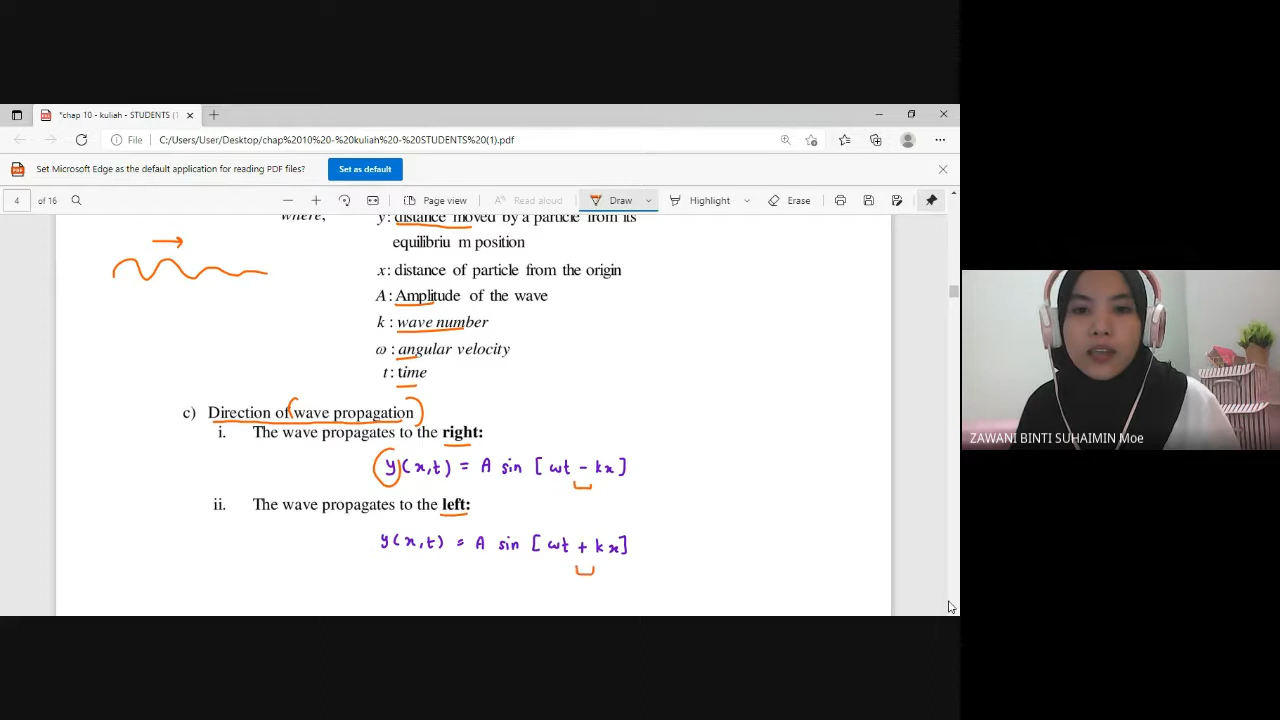 *chap 10 - kuliah - STUDENTS (1
File
C:/Users/User/Desktop/chap%2010%20-%20kuliah%20-%20STUDENTS%20(1).pdf
Set Microsoft Edge as the default application for reading PDF files?
Set as default
4 of 16
Page view
Read aloud
Draw
Highlight
Erase
where,
y: distance moved by a particle from its
equilibriu m position
x: distance of particle from the origin
A: Amplitude of the wave
k: wave number
ω: angular velocity
t: time
c) Direction of wave propagation
i. The wave propagates to the right:
y(x,t) = A sin [ωt - kx]
ii. The wave propagates to the left:
y(x,t) = A sin [ωt + kx]
ZAWANI BINTI SUHAIMIN Moe